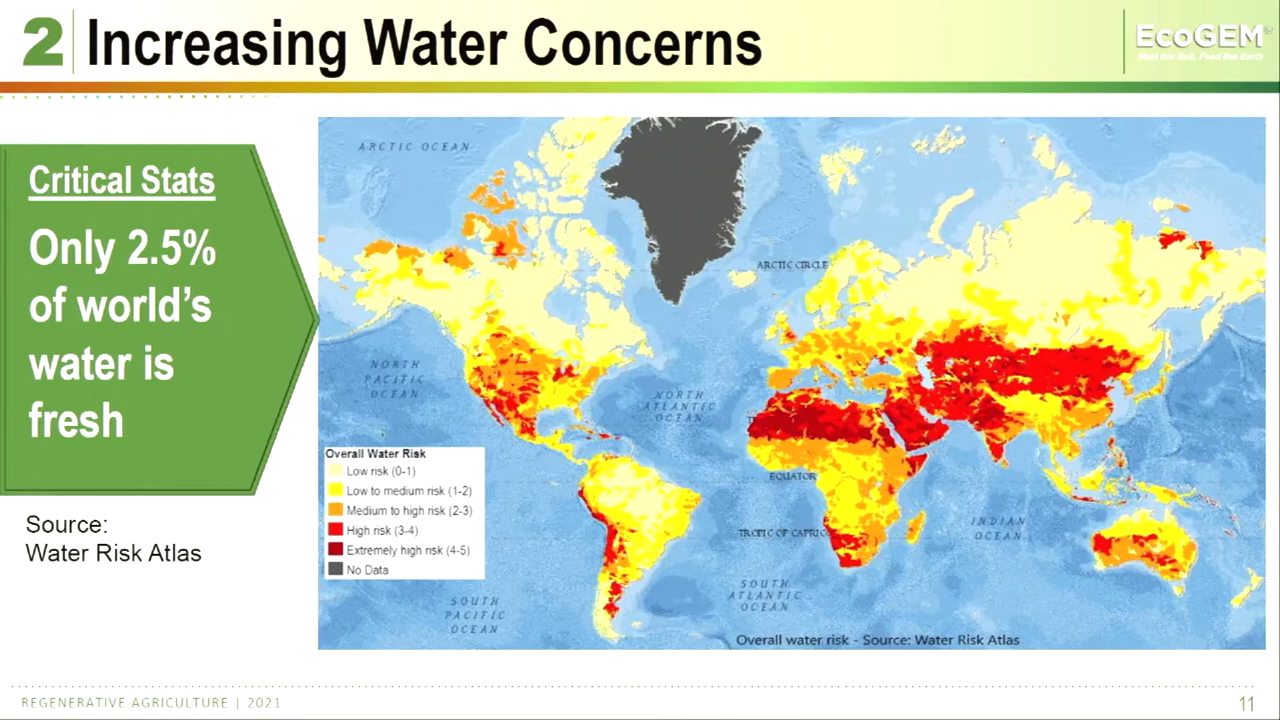 2 Increasing Water Concerns
EcoGEM®
Heal the Soil, Feed the Earth
Critical Stats
Only 2.5%
of world's
water is
fresh
Source:
Water Risk Atlas
ARCTIC OCEAN
ARCTIC CIRCLE
NORTH
PACIFIC
OCEAN
NORTH
ATLANTIC
OCEAN
Overall Water Risk
Low risk (0-1)
Low to medium risk (1-2)
Medium to high risk (2-3)
High risk (3-4)
Extremely high risk (4-5)
No Data
EQUATOR
TROPIC OF CAPRIC
INDIAN
OCEAN
SOUTH
ATLANTIC
OCEAN
SOUTH
PACIFIC
OCEAN
Overall water risk - Source: Water Risk Atlas
REGENERATIVE AGRICULTURE | 2021
11